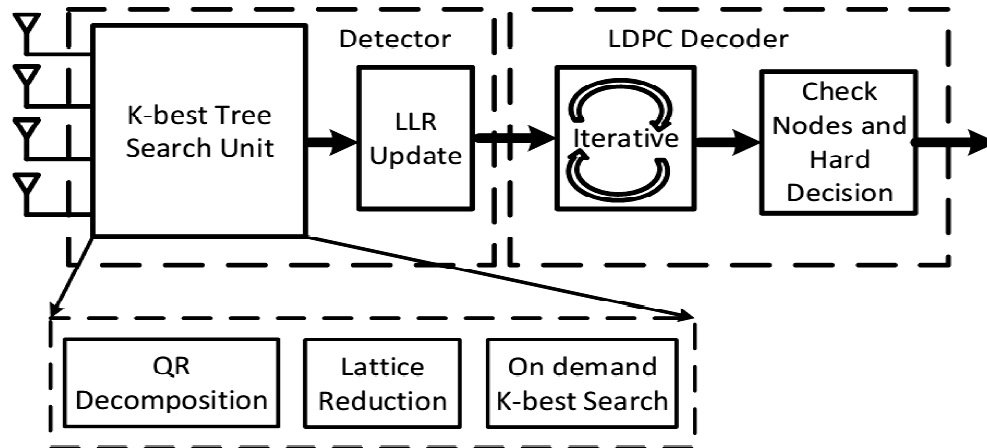 Detector
LDPC Decoder
K-best Tree
Search Unit
LLR
Update
Iterative
Check
Nodes and
Hard
Decision
QR
Decomposition
Lattice
Reduction
On demand
K-best Search